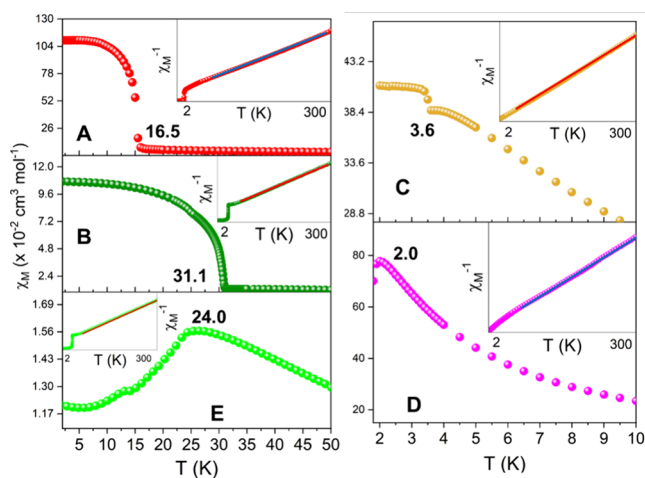 130
104
78
52
26
A
16.5
χM-1
2
300
T (K)
12.0
9.6
7.2
4.8
2.4
B
31.1
χM-1
2
300
T (K)
1.69
1.56
1.43
1.30
1.17
E
24.0
χM-1
2
300
T (K)
χM (x 10-2 cm3 mol-1)
5 10 15 20 25 30 35 40 45 50
T (K)
43.2
38.4
33.6
28.8
C
3.6
χM-1
2
300
T (K)
80
60
40
20
D
2.0
χM-1
2
300
T (K)
2 3 4 5 6 7 8 9 10
T (K)